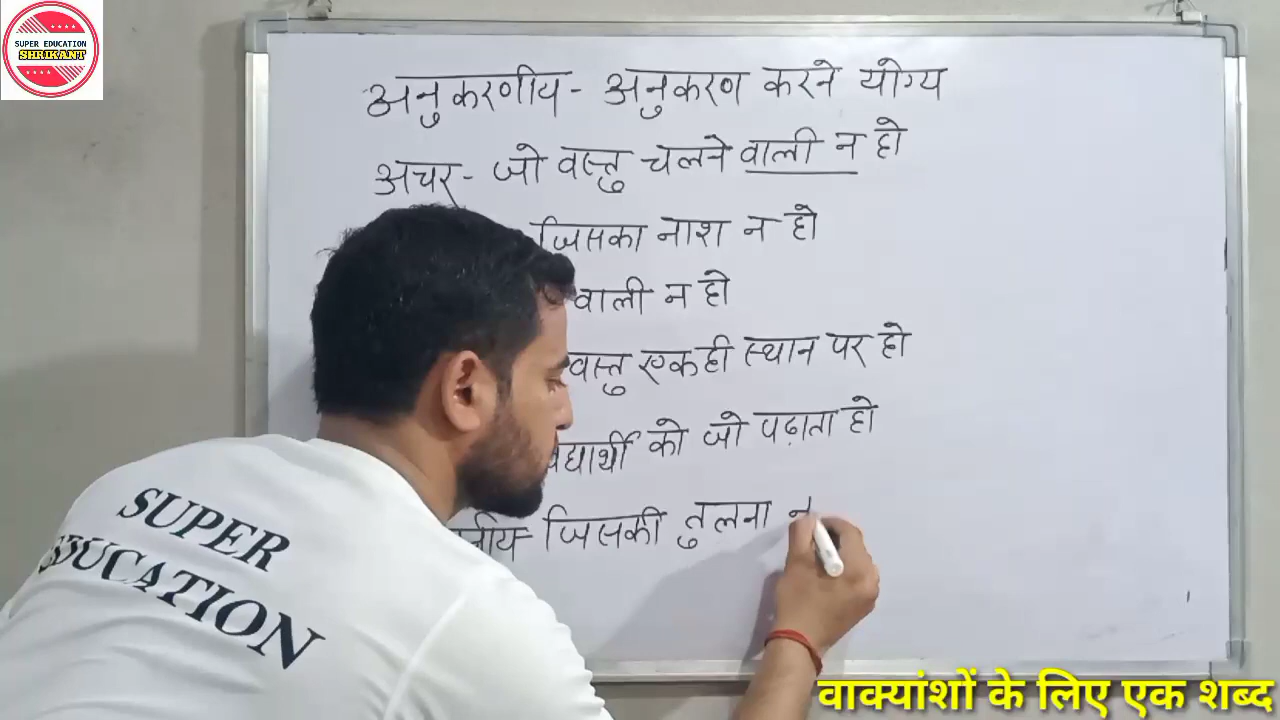 SUPER EDUCATION
SHRIKANT
अनुकरणीय - अनुकरण करने योग्य
अचर - जो वस्तु चलने वाली न हो
जिसका नाश न हो
वाली न हो
वस्तु एक ही स्थान पर हो
को जो पढ़ाता हो
जिसकी तुलना न
SUPER
EDUCATION
वाक्यांशों के लिए एक शब्द